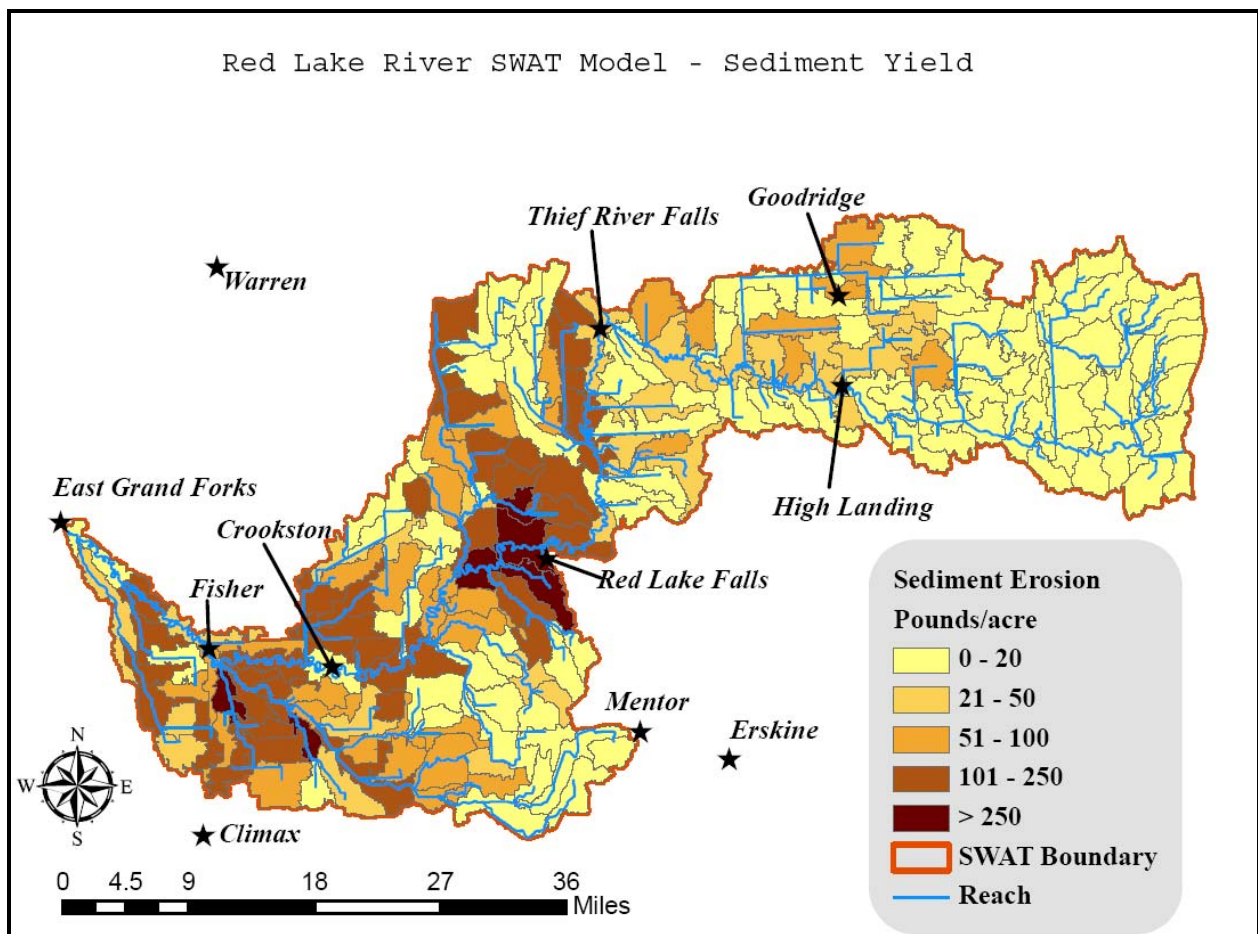 Red Lake River SWAT Model - Sediment Yield
Goodridge
Thief River Falls
Warren
East Grand Forks
Crookston
High Landing
Fisher
Red Lake Falls
Mentor
Erskine
Climax
N
W
E
S
0 4.5 9 18 27 36
Miles
Sediment Erosion
Pounds/acre
0 - 20
21 - 50
51 - 100
101 - 250
> 250
SWAT Boundary
Reach